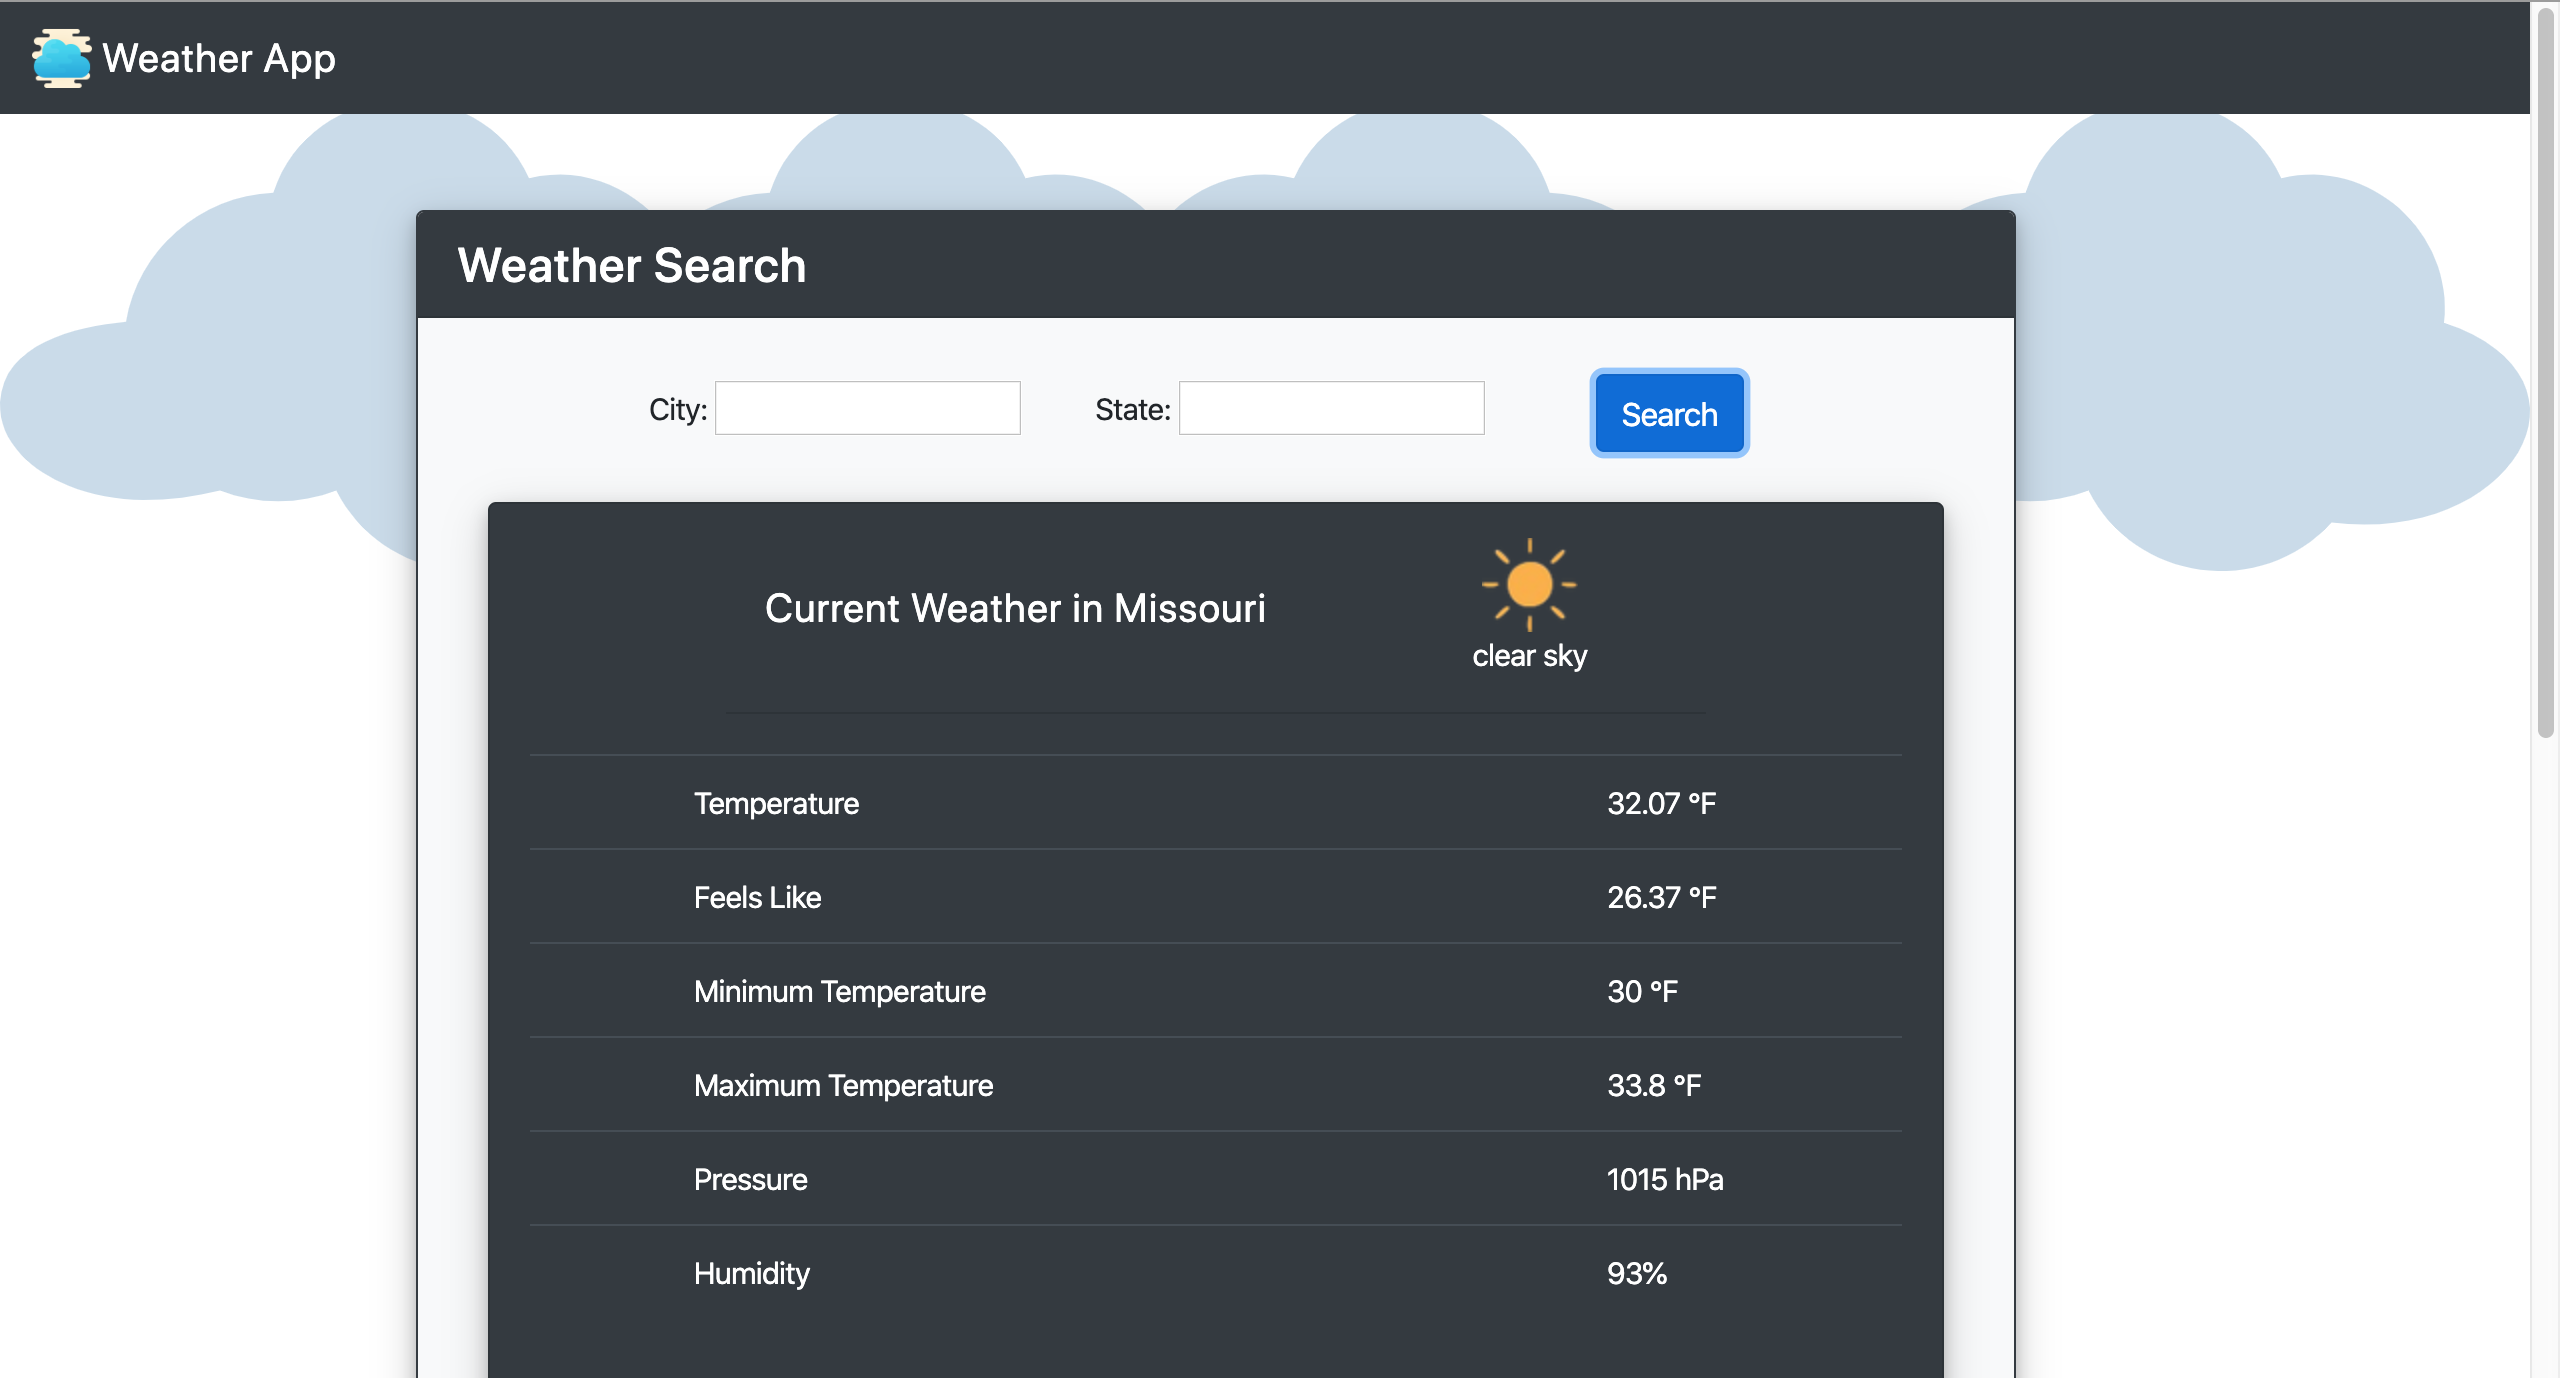 Weather App
Weather Search
City: State: Search
Current Weather in Missouri
clear sky
Temperature 32.07 °F
Feels Like 26.37 °F
Minimum Temperature 30 °F
Maximum Temperature 33.8 °F
Pressure 1015 hPa
Humidity 93%